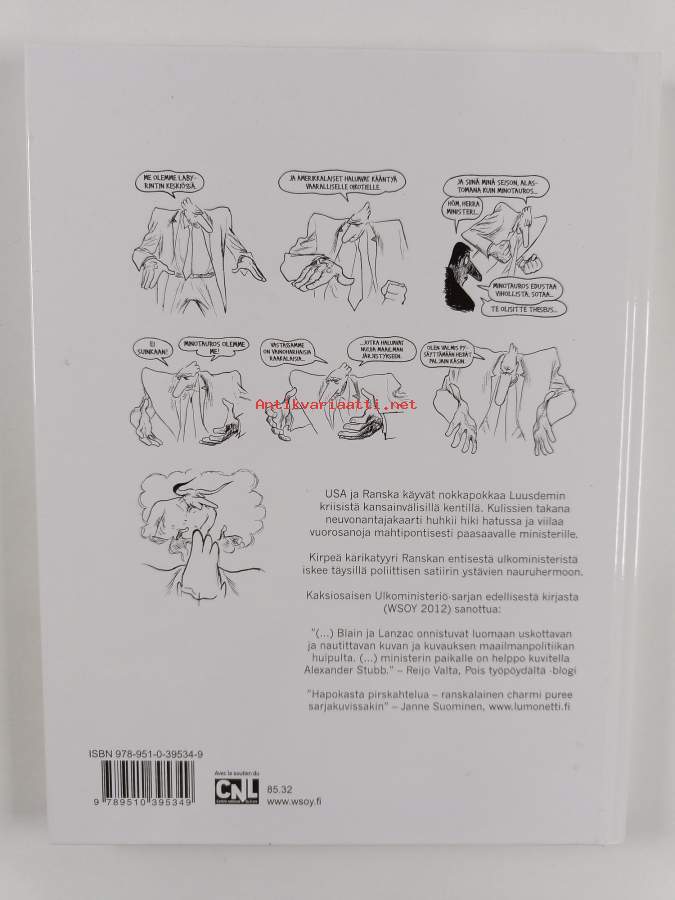 ME OLEMME LABY-
RINTIN KESKIÖSSÄ.
JA AMERIKKALAISET HALUAVAT KÄÄNTYÄ
VAARALLISELLE OIKOTIELLE.
JA SIINÄ MINÄ SEISON, ALAS-
TOMANA KUIN MINOTAUROS...
HÖM, HERRA
MINISTERI...
MINOTAUROS EDUSTAA
VIHOLLISTA, SOTAA...
TE OLISITTE THESEUS...
EI
SUINKAAN!
MINOTAUROS OLEMME
ME!
VASTASSAMME
ON VAINOHARHAISIA
RAAKALAISIA...
...JOTKA HALUAVAT
NUIJIA MAAILMAN
JÄRJESTYKSEEN.
OLEN VALMIS PY-
SÄYTTÄMÄÄN HEIDÄT
PALJAIN KÄSIN.
Antikvariaatti.net
USA ja Ranska käyvät nokkapokkaa Luusdemin
kriisistä kansainvälisillä kentillä. Kulissien takana
neuvonantajakaarti huhkii hiki hatussa ja viilaa
vuorosanoja mahtipontisesti paasaavalle ministerille.
Kirpeä karikatyyri Ranskan entisestä ulkoministeristä
iskee täysillä poliittisen satiirin ystävien nauruhermoon.
Kaksiosaisen Ulkoministeriö-sarjan edellisestä kirjasta
(WSOY 2012) sanottua:
"(...) Blain ja Lanzac onnistuvat luomaan uskottavan
ja nautittavan kuvan ja kuvauksen maailmanpolitiikan
huipulta. (...) ministerin paikalle on helppo kuvitella
Alexander Stubb." – Reijo Valta, Pois työpöydältä -blogi
"Hapokasta pirskahtelua – ranskalainen charmi puree
sarjakuvissakin" – Janne Suominen, www.lumonetti.fi
ISBN 978-951-0-39534-9
9 789510 395349
Avec le soutien du
CNL
85.32
www.wsoy.fi